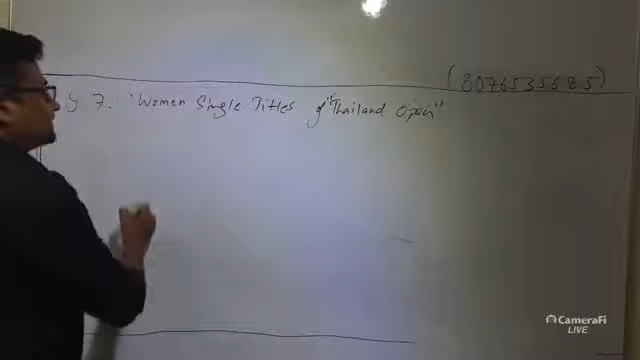 (8076535685)
7. 'Women Single Titles of "Thailand Open"
CameraFi
LIVE